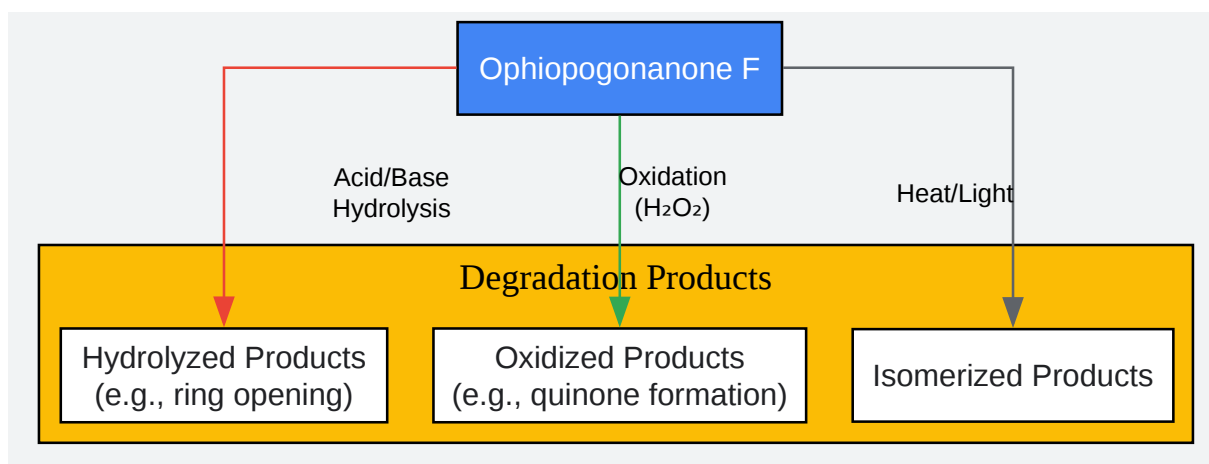 Ophiopogonanone F
Acid/Base
Hydrolysis
Oxidation
(H₂O₂)
Heat/Light
Degradation Products
Hydrolyzed Products
(e.g., ring opening)
Oxidized Products
(e.g., quinone formation)
Isomerized Products